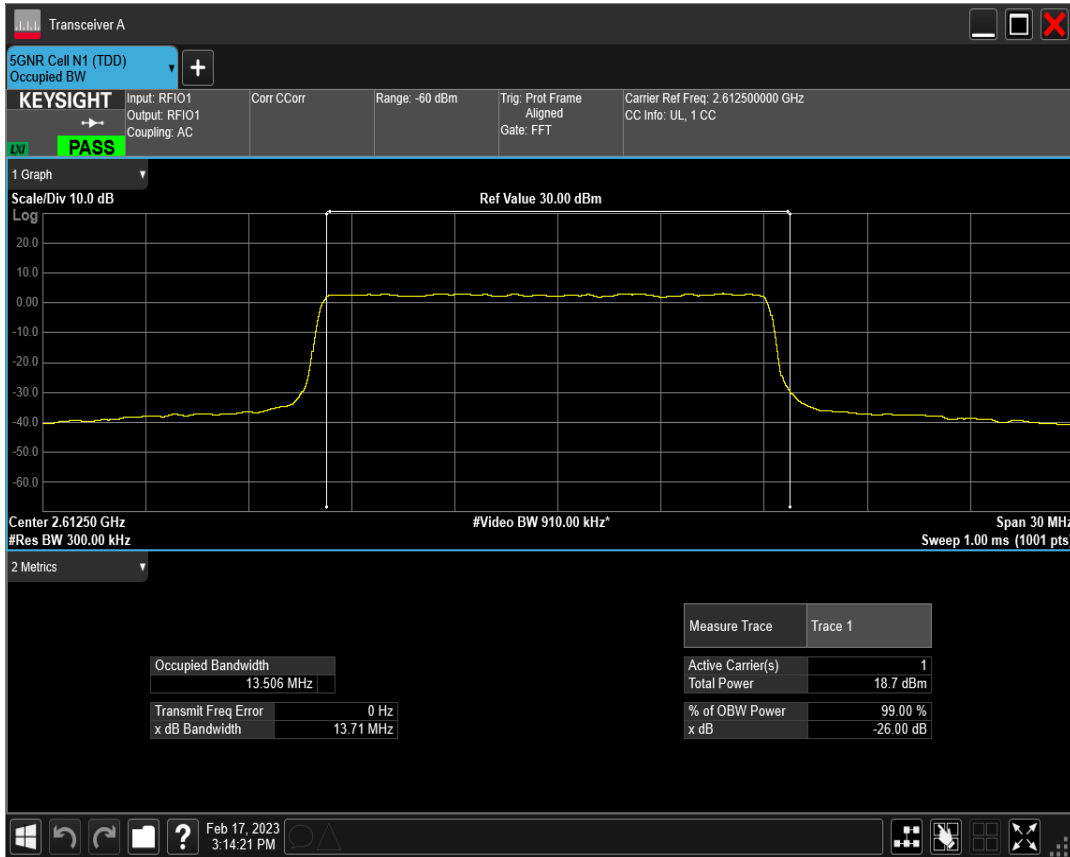 Transceiver A
5GNR Cell N1 (TDD)
Occupied BW
+
KEYSIGHT
LXI
PASS
Input: RFIO1
Output: RFIO1
Coupling: AC
Corr CCorr
Range: -60 dBm
Trig: Prot Frame
Aligned
Gate: FFT
Carrier Ref Freq: 2.612500000 GHz
CC Info: UL, 1 CC
1 Graph
Scale/Div 10.0 dB
Ref Value 30.00 dBm
Log
20.0
10.0
0.00
-10.0
-20.0
-30.0
-40.0
-50.0
-60.0
Center 2.61250 GHz
#Video BW 910.00 kHz*
Span 30 MHz
#Res BW 300.00 kHz
Sweep 1.00 ms (1001 pts)
2 Metrics
Measure Trace Trace 1
Occupied Bandwidth
13.506 MHz
Active Carrier(s) 1
Total Power 18.7 dBm
Transmit Freq Error 0 Hz
x dB Bandwidth 13.71 MHz
% of OBW Power 99.00 %
x dB -26.00 dB
?
Feb 17, 2023
3:14:21 PM